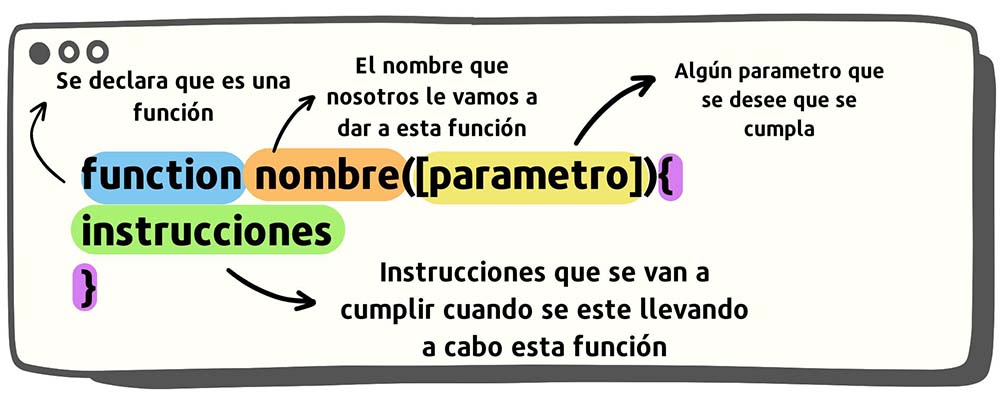 Se declara que es una
función
El nombre que
nosotros le vamos a
dar a esta función
Algún parametro que
se desee que se
cumpla
function nombre([parametro]){
instrucciones
}
Instrucciones que se van a
cumplir cuando se este llevando
a cabo esta función